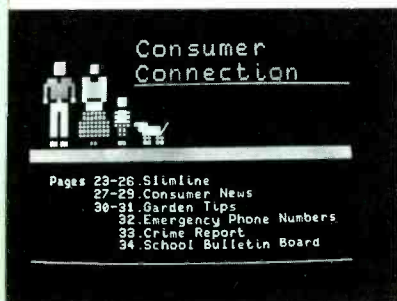 Consumer
Connection
Pages 23-26.Slimline
27-29.Consumer News
30-31.Garden Tips
32.Emergency Phone Numbers
33.Crime Report
34.School Bulletin Board